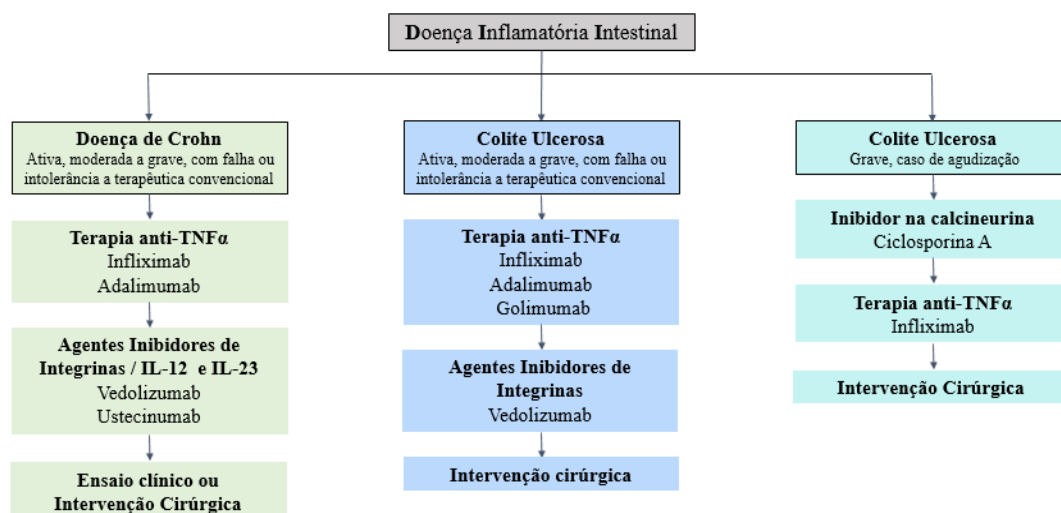 Doença Inflamatória Intestinal
Doença de Crohn
Ativa, moderada a grave, com falha ou
intolerância a terapêutica convencional
Terapia anti-TNFα
Infliximab
Adalimumab
Agentes Inibidores de
Integrinas / IL-12 e IL-23
Vedolizumab
Ustecinumab
Ensaio clínico ou
Intervenção Cirúrgica
Colite Ulcerosa
Ativa, moderada a grave, com falha ou
intolerância a terapêutica convencional
Terapia anti-TNFα
Infliximab
Adalimumab
Golimumab
Agentes Inibidores de
Integrinas
Vedolizumab
Intervenção cirúrgica
Colite Ulcerosa
Grave, caso de agudização
Inibidor na calcineurina
Ciclosporina A
Terapia anti-TNFα
Infliximab
Intervenção Cirúrgica